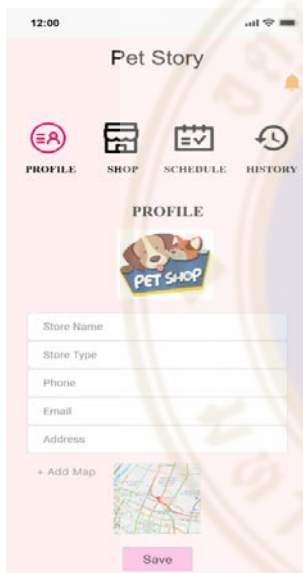 12:00
Pet Story
PROFILE SHOP SCHEDULE HISTORY
PROFILE
PET SHOP
Store Name
Store Type
Phone
Email
Address
+ Add Map
Save